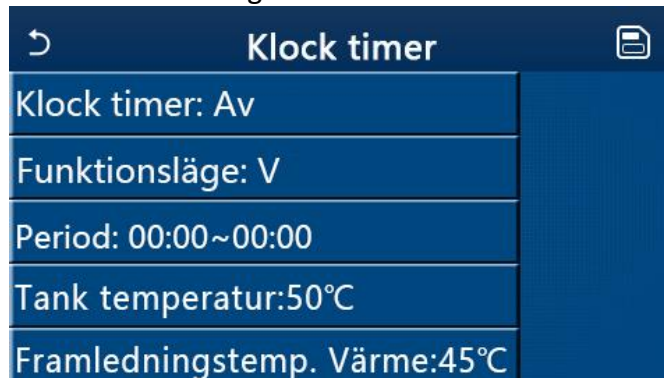 Klock timer
Klock timer: Av
Funktionsläge: V
Period: 00:00~00:00
Tank temperatur:50℃
Framledningstemp. Värme:45℃